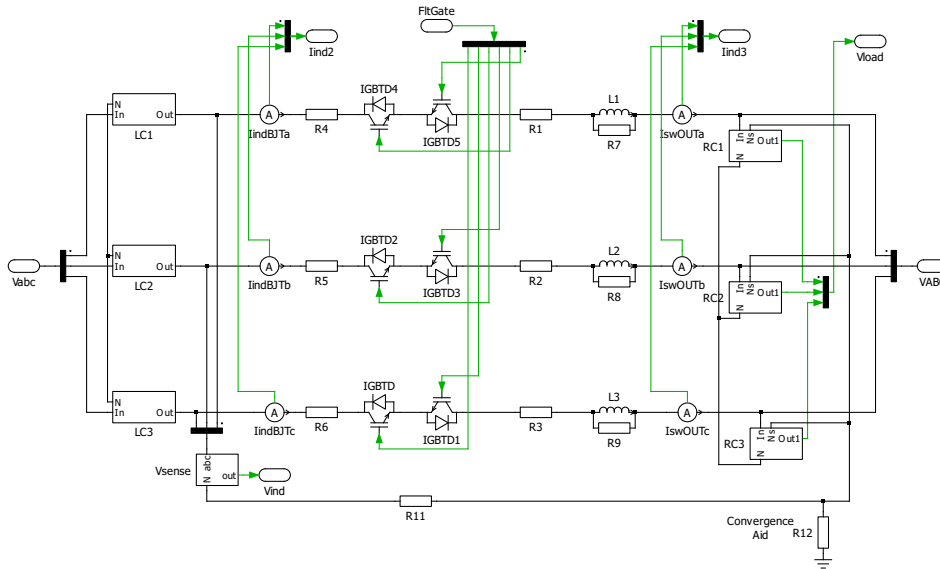 FltGate
Iind2
Iind3
Vload
IGBTD4
L1
N
In
Out
LC1
A
IindBJTa
R4
IGBTD5
R1
R7
A
IswOUTa
In
Ns
Out1
N
RC1
IGBTD2
L2
N
In
Out
LC2
A
IindBJTb
R5
IGBTD3
R2
R8
A
IswOUTb
In
Ns
Out1
N
RC2
Vabc
VAB
IGBTD
L3
N
In
Out
LC3
A
IindBJTc
R6
IGBTD1
R3
R9
A
IswOUTc
In
Ns
Out1
N
RC3
Vsense
N abc
out
Vind
R11
Convergence
Aid
R12